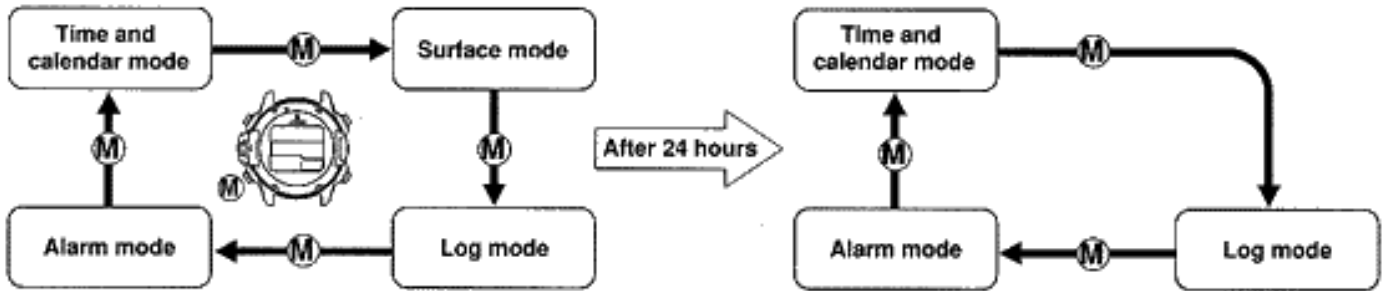 Time and
calendar mode
M
Surface mode
M
M
Log mode
M
Alarm mode
M
After 24 hours
Time and
calendar mode
M
M
Log mode
M
Alarm mode